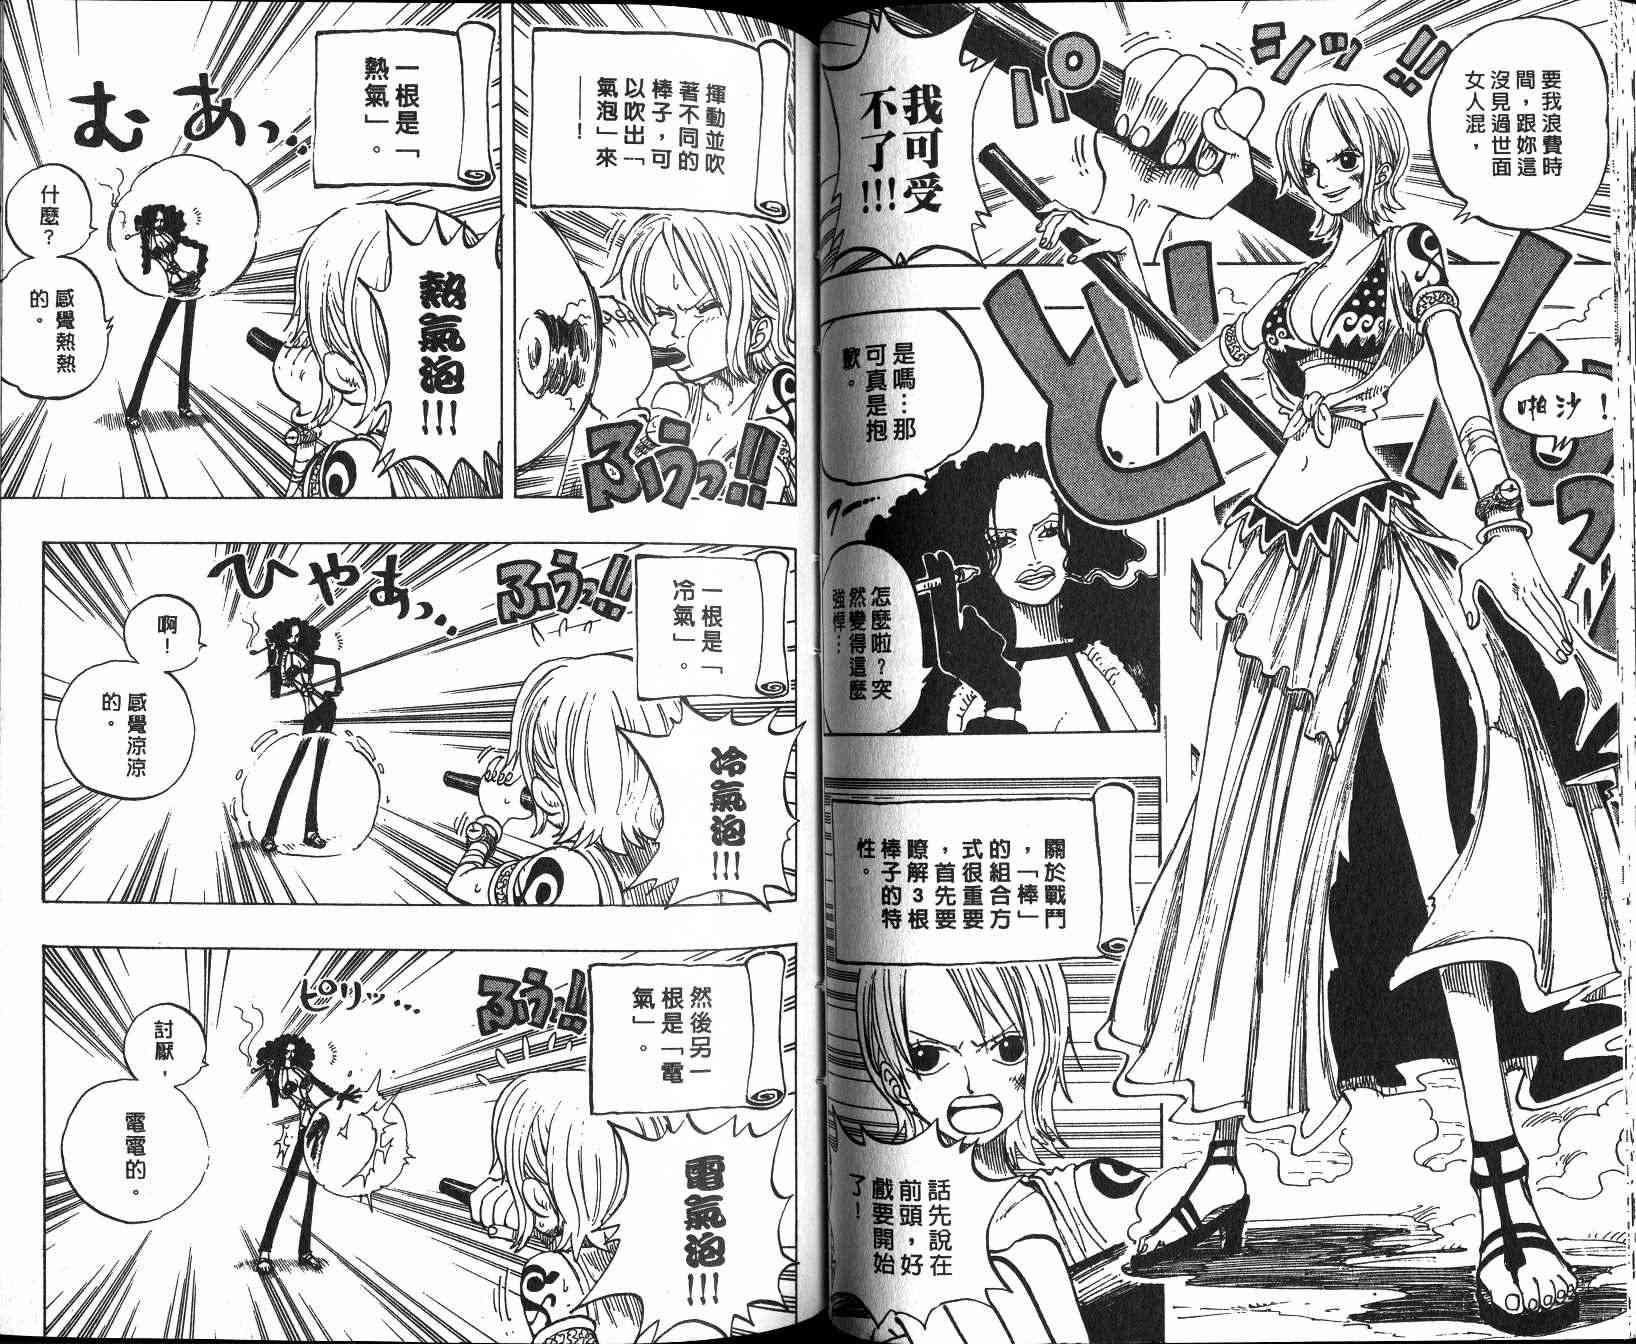 要我浪費時
間，跟妳這
沒見過世面
女人混，
シッ!!
パ°
我可受
不了!!!
啪沙！
是嗎…那
可真是抱
歉。
怎麼啦？突
然變得這麼
強悍…
關於戰鬥
，「棒」
的組合方
式很重要
，首先要
瞭解3根
棒子的特
性。
話先說在
前頭，好
戲要開始
了！
揮動並吹
著不同的
棒子，可
以吹出「
氣泡」來
——！
ふぅっ!!
一根是「
熱氣」。
熱氣泡!!!
むあっ…
什麼？
感覺熱熱
的。
一根是「
冷氣」。
ふぅっ!!
冷氣泡!!!
ひやあっ…
啊！
感覺涼涼
的。
然後另一
根是「電
氣」。
ふぅっ!!
電氣泡!!!
ピリッ…
討厭，
電電的。